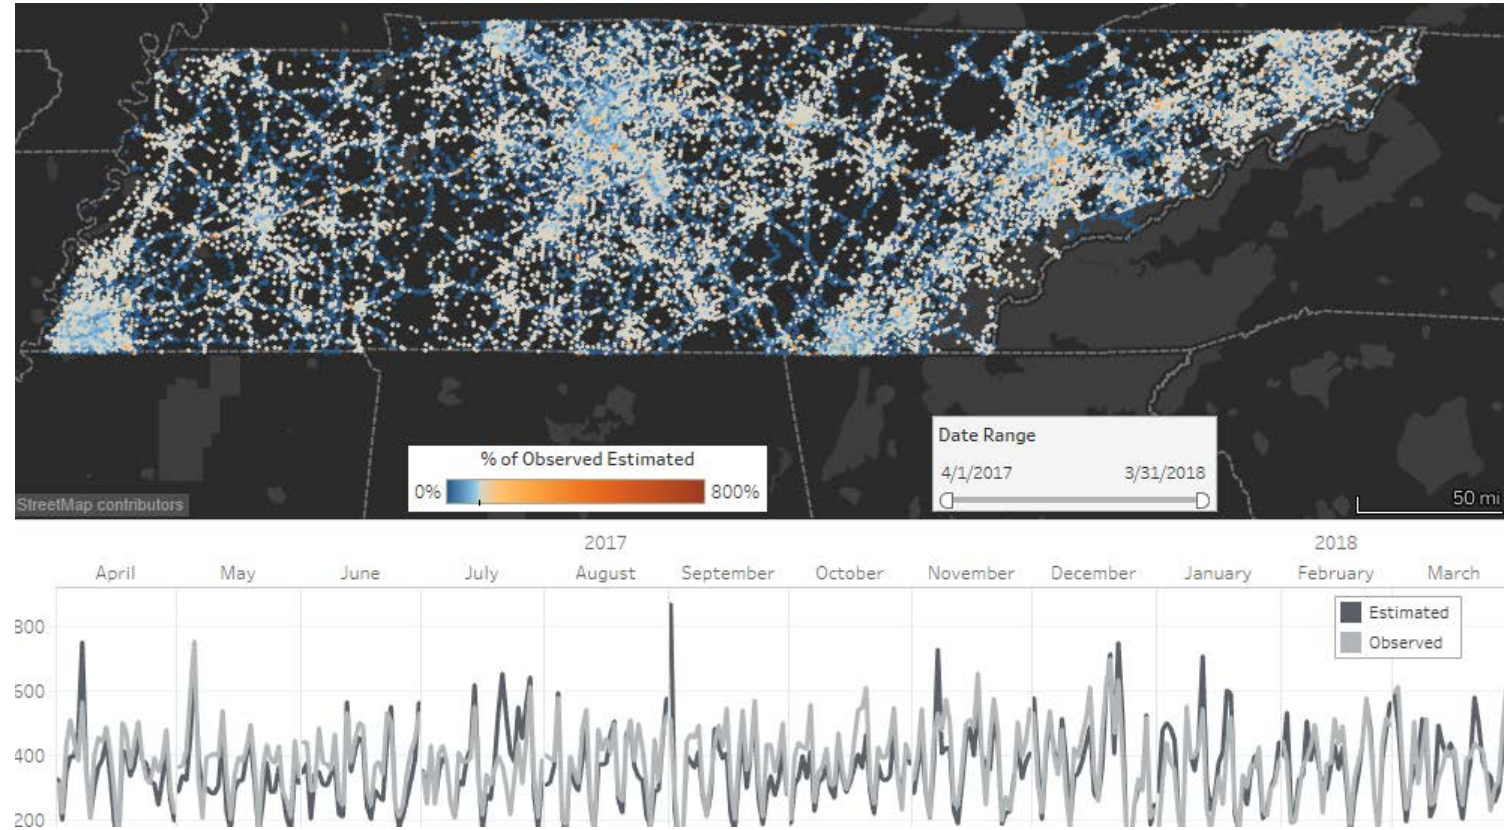 % of Observed Estimated
0% 800%
Date Range
4/1/2017 3/31/2018
StreetMap contributors
50 mi
2017 2018
April May June July August September October November December January February March
800
600
400
200
Estimated
Observed